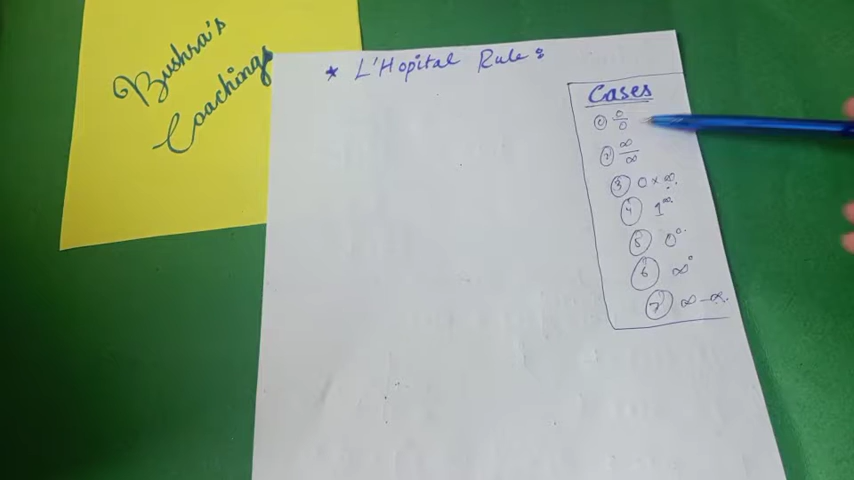 Bushra's
Coachings
* L'Hopital Rule :
Cases
① 0/0
② ∞/∞
③ 0 × ∞
④ 1^∞
⑤ 0^0
⑥ ∞^0
⑦ ∞ - ∞